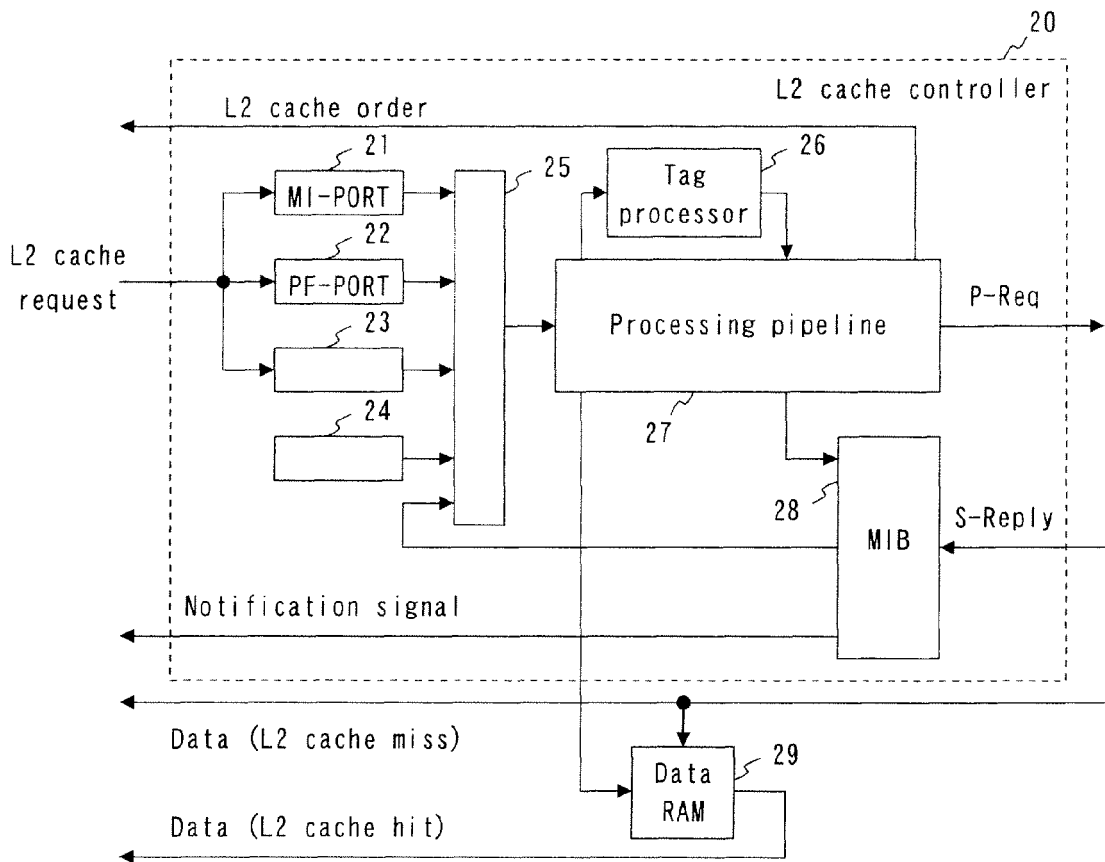 20
L2 cache controller
L2 cache order
21
MI-PORT
25
26
Tag
processor
22
PF-PORT
L2 cache
request
23
24
Processing pipeline
27
P-Req
28
MIB
S-Reply
Notification signal
Data (L2 cache miss)
29
Data
RAM
Data (L2 cache hit)